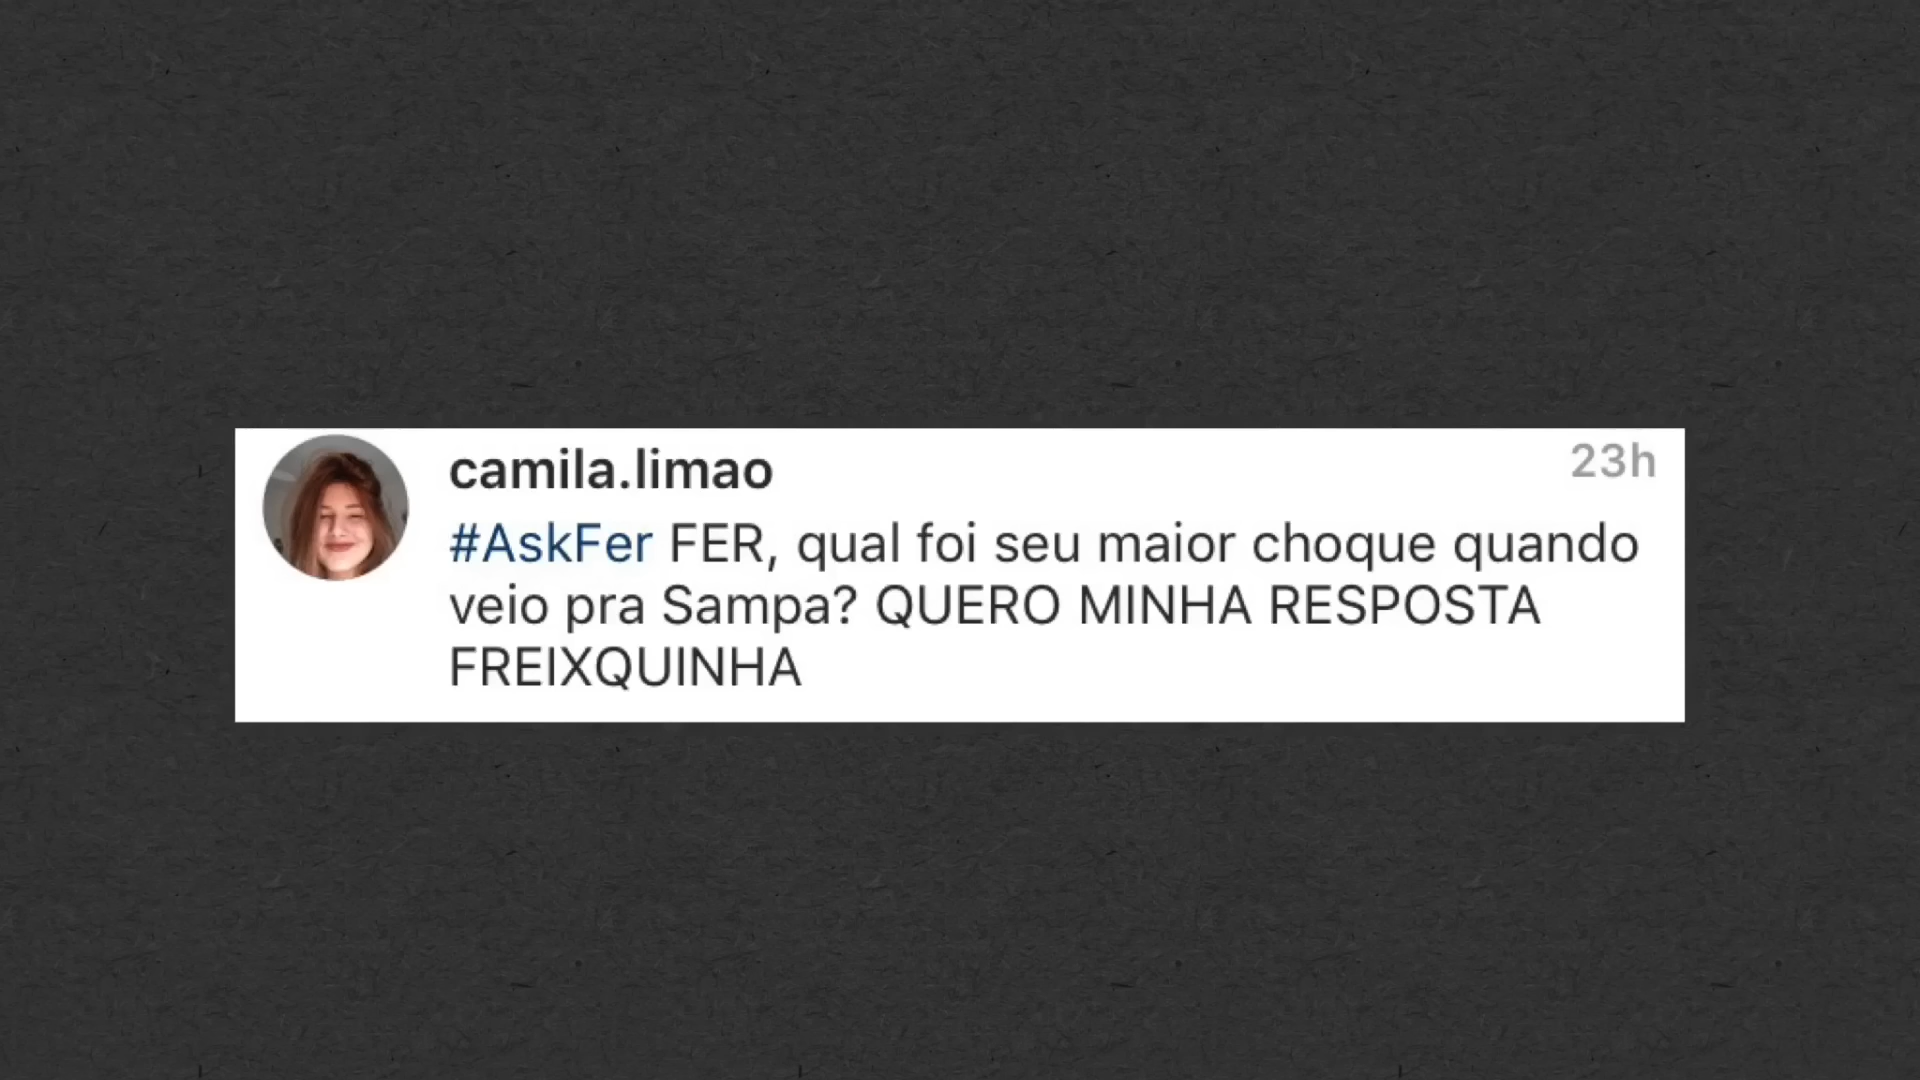 camila.limao
23h
#AskFer FER, qual foi seu maior choque quando
veio pra Sampa? QUERO MINHA RESPOSTA
FREIXQUINHA